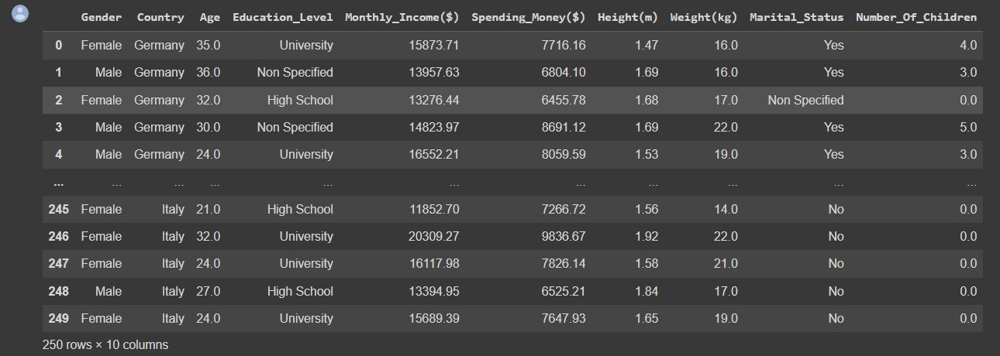 Gender Country Age Education_Level Monthly_Income($) Spending_Money($) Height(m) Weight(kg) Marital_Status Number_Of_Children
0 Female Germany 35.0 University 15873.71 7716.16 1.47 16.0 Yes 4.0
1 Male Germany 36.0 Non Specified 13957.63 6804.10 1.69 16.0 Yes 3.0
2 Female Germany 32.0 High School 13276.44 6455.78 1.68 17.0 Non Specified 0.0
3 Male Germany 30.0 Non Specified 14823.97 8691.12 1.69 22.0 Yes 5.0
4 Male Germany 24.0 University 16552.21 8059.59 1.53 19.0 Yes 3.0
... ... ... ... ... ... ... ... ... ... ...
245 Female Italy 21.0 High School 11852.70 7266.72 1.56 14.0 No 0.0
246 Female Italy 32.0 University 20309.27 9836.67 1.92 22.0 No 0.0
247 Female Italy 24.0 University 16117.98 7826.14 1.58 21.0 No 0.0
248 Male Italy 27.0 High School 13394.95 6525.21 1.84 17.0 No 0.0
249 Female Italy 24.0 University 15689.39 7647.93 1.65 19.0 No 0.0
250 rows × 10 columns